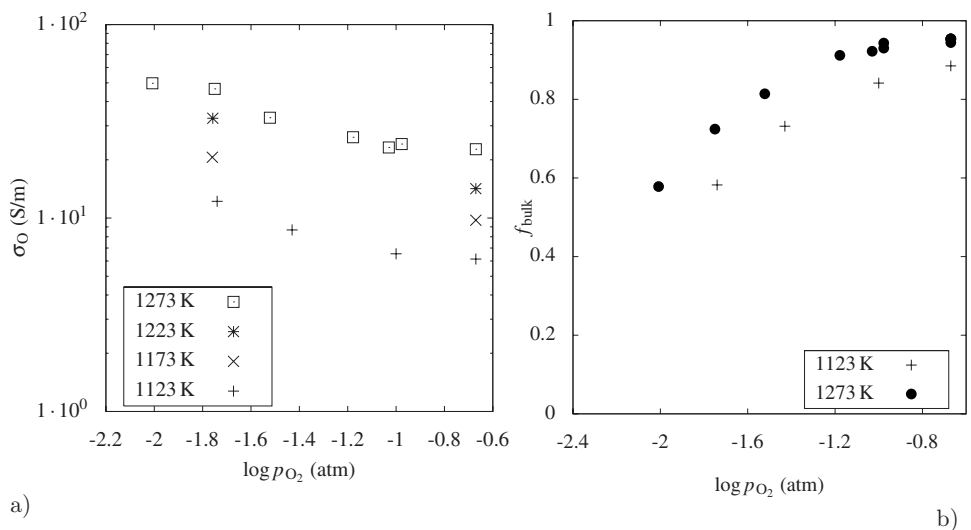 1 · 10²
1 · 10¹
1 · 10⁰
σ_O (S/m)
1273 K
1223 K
1173 K
1123 K
-2.2 -2 -1.8 -1.6 -1.4 -1.2 -1 -0.8 -0.6
log p_O₂ (atm)
a)
1
0.8
0.6
0.4
0.2
0
f_bulk
1123 K
1273 K
-2.4 -2 -1.6 -1.2 -0.8
log p_O₂ (atm)
b)